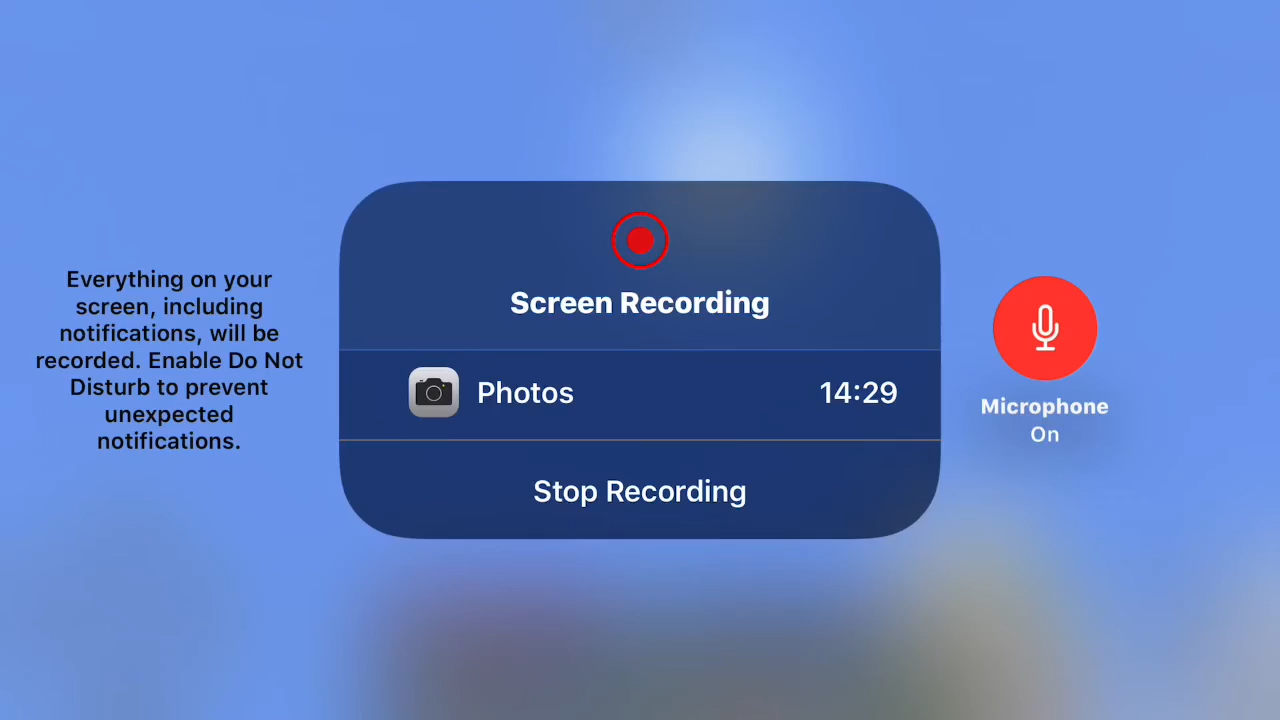 Everything on your
screen, including
notifications, will be
recorded. Enable Do Not
Disturb to prevent
unexpected
notifications.
Screen Recording
Photos 14:29
Stop Recording
Microphone
On